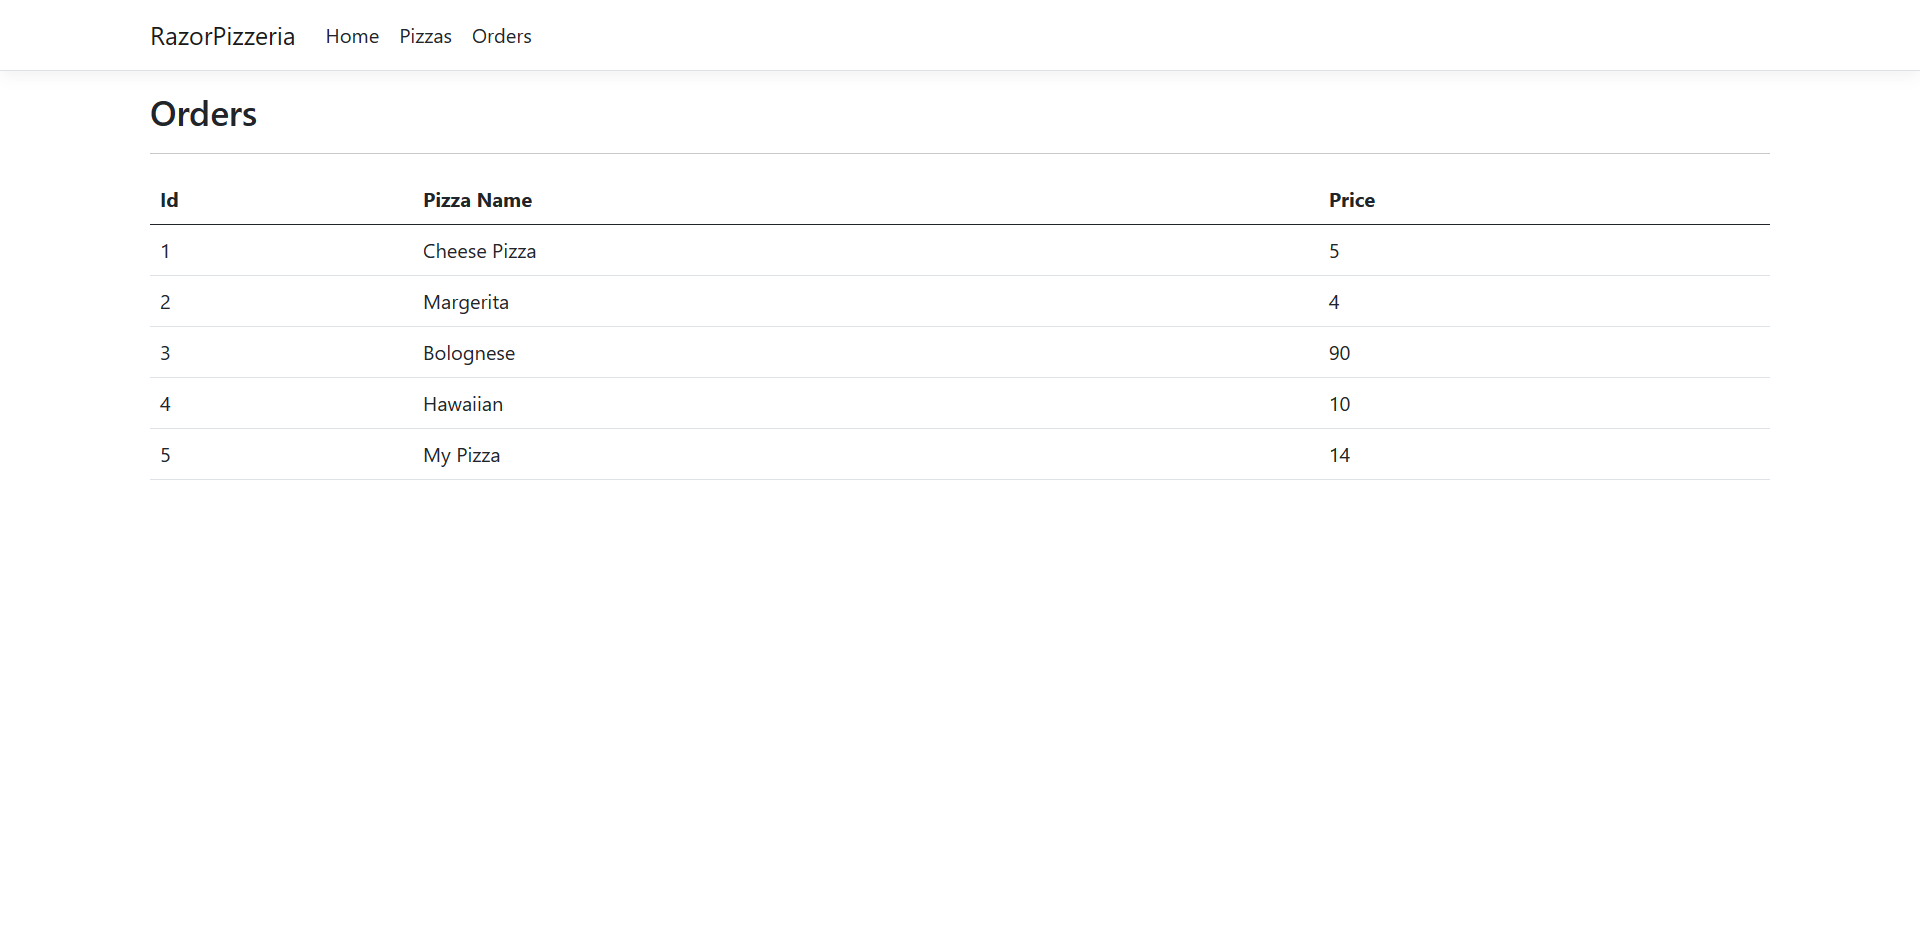 RazorPizzeria Home Pizzas Orders
Orders
Id Pizza Name Price
1 Cheese Pizza 5
2 Margerita 4
3 Bolognese 90
4 Hawaiian 10
5 My Pizza 14